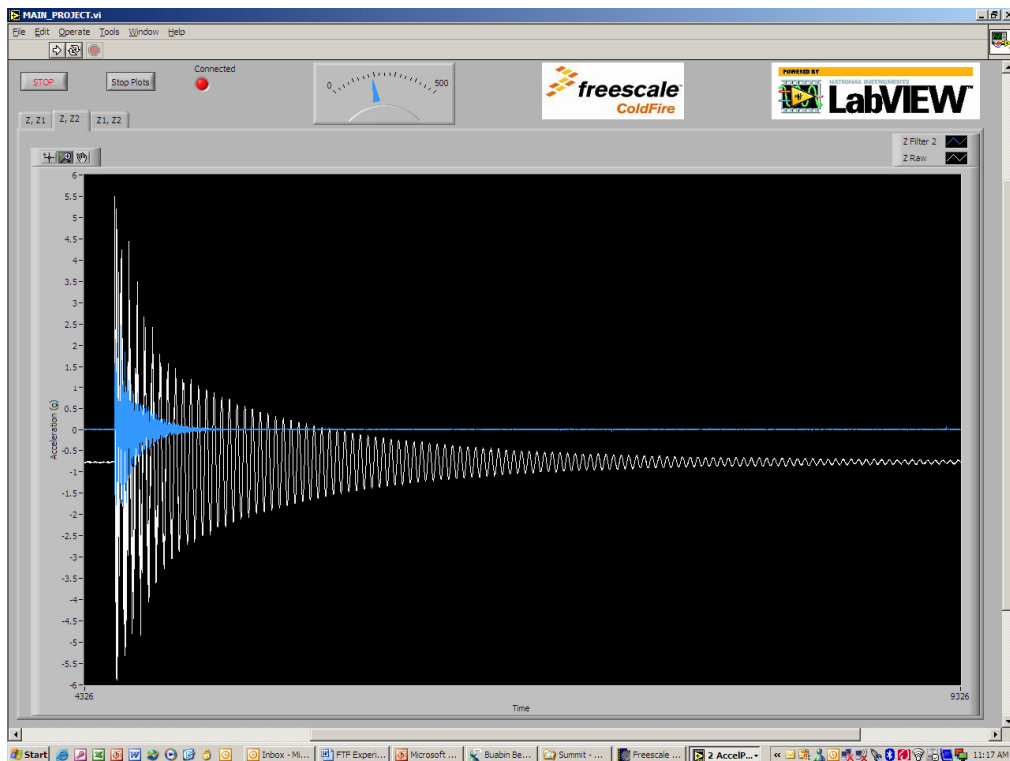 MAIN_PROJECT.vi
File Edit Operate Tools Window Help
STOP
Stop Plots
Connected
0
500
freescale
ColdFire
POWERED BY
NATIONAL INSTRUMENTS
LabVIEW™
Z, Z1
Z, Z2
Z1, Z2
Z Filter 2
Z Raw
Acceleration (g)
6
5.5
5
4.5
4
3.5
3
2.5
2
1.5
1
0.5
0
-0.5
-1
-1.5
-2
-2.5
-3
-3.5
-4
-4.5
-5
-5.5
-6
4326
9326
Time
Start Inbox - Mi... FTF Experi... Microsoft ... Buabin Be... Summit - ... Freescale ... 2 AccelP... 11:17 AM